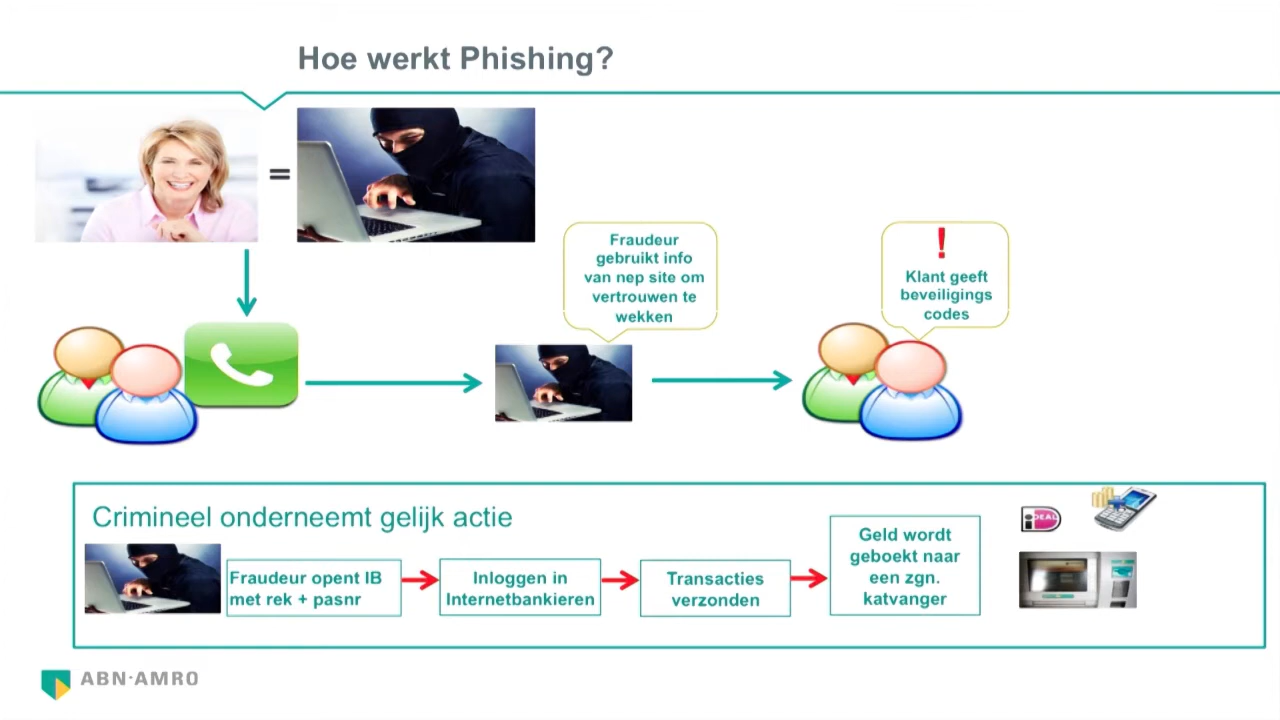 Hoe werkt Phishing?
=
Fraudeur
gebruikt info
van nep site om
vertrouwen te
wekken
!
Klant geeft
beveiligings
codes
Crimineel onderneemt gelijk actie
Fraudeur opent IB
met rek + pasnr
Inloggen in
Internetbankieren
Transacties
verzonden
Geld wordt
geboekt naar
een zgn.
katvanger
iDEAL
ABN·AMRO